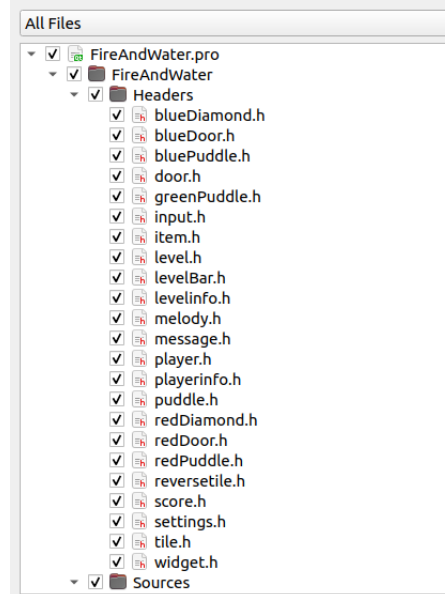 All Files
FireAndWater.pro
FireAndWater
Headers
blueDiamond.h
blueDoor.h
bluePuddle.h
door.h
greenPuddle.h
input.h
item.h
level.h
levelBar.h
levelinfo.h
melody.h
message.h
player.h
playerinfo.h
puddle.h
redDiamond.h
redDoor.h
redPuddle.h
reversetile.h
score.h
settings.h
tile.h
widget.h
Sources